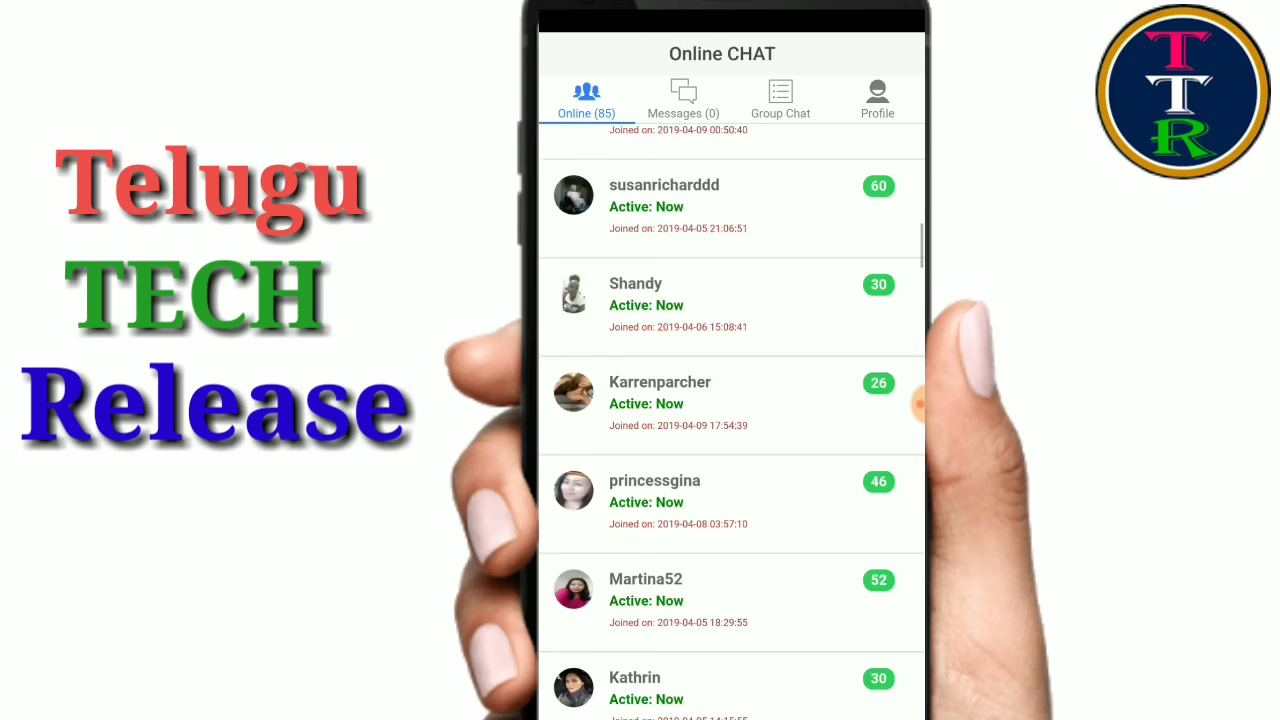 Telugu
TECH
Release
T
T
R
Online CHAT
Online (85)
Messages (0)
Group Chat
Profile
Joined on: 2019-04-09 00:50:40
susanricharddd
60
Active: Now
Joined on: 2019-04-05 21:06:51
Shandy
30
Active: Now
Joined on: 2019-04-06 15:08:41
Karrenparcher
26
Active: Now
Joined on: 2019-04-09 17:54:39
princessgina
46
Active: Now
Joined on: 2019-04-08 03:57:10
Martina52
52
Active: Now
Joined on: 2019-04-05 18:29:55
Kathrin
30
Active: Now